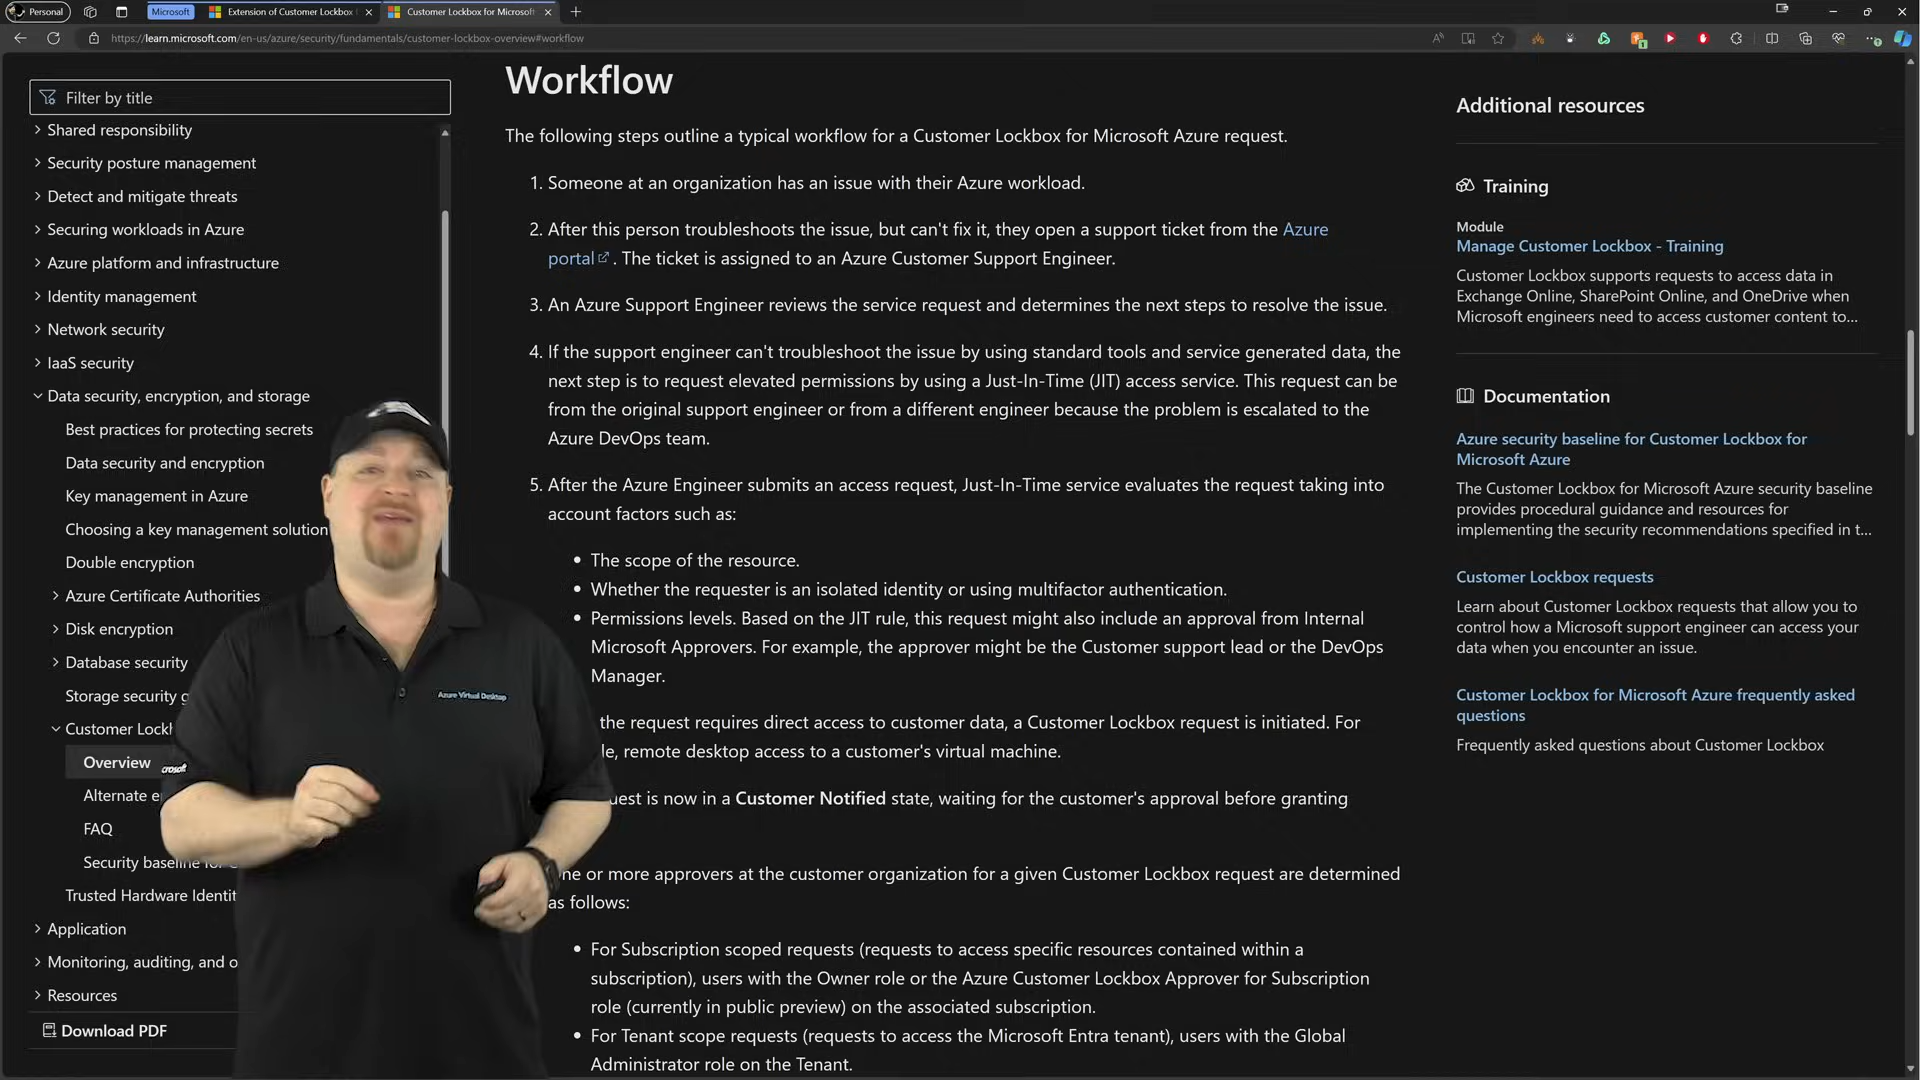 Personal
Microsoft
Extension of Customer Lockbox
Customer Lockbox for Microsoft
https://learn.microsoft.com/en-us/azure/security/fundamentals/customer-lockbox-overview#workflow
Filter by title
Shared responsibility
Security posture management
Detect and mitigate threats
Securing workloads in Azure
Azure platform and infrastructure
Identity management
Network security
IaaS security
Data security, encryption, and storage
Best practices for protecting secrets
Data security and encryption
Key management in Azure
Choosing a key management solution
Double encryption
Azure Certificate Authorities
Disk encryption
Database security
Storage security g
Customer Lock
Overview
Alternate e
FAQ
Security baseline for
Trusted Hardware Identit
Application
Monitoring, auditing, and o
Resources
Download PDF
Azure Virtual Desktop
crosoft
Workflow
The following steps outline a typical workflow for a Customer Lockbox for Microsoft Azure request.
1. Someone at an organization has an issue with their Azure workload.
2. After this person troubleshoots the issue, but can't fix it, they open a support ticket from the Azure
portal. The ticket is assigned to an Azure Customer Support Engineer.
3. An Azure Support Engineer reviews the service request and determines the next steps to resolve the issue.
4. If the support engineer can't troubleshoot the issue by using standard tools and service generated data, the
next step is to request elevated permissions by using a Just-In-Time (JIT) access service. This request can be
from the original support engineer or from a different engineer because the problem is escalated to the
Azure DevOps team.
5. After the Azure Engineer submits an access request, Just-In-Time service evaluates the request taking into
account factors such as:
• The scope of the resource.
• Whether the requester is an isolated identity or using multifactor authentication.
• Permissions levels. Based on the JIT rule, this request might also include an approval from Internal
Microsoft Approvers. For example, the approver might be the Customer support lead or the DevOps
Manager.
the request requires direct access to customer data, a Customer Lockbox request is initiated. For
le, remote desktop access to a customer's virtual machine.
uest is now in a Customer Notified state, waiting for the customer's approval before granting
ne or more approvers at the customer organization for a given Customer Lockbox request are determined
as follows:
• For Subscription scoped requests (requests to access specific resources contained within a
subscription), users with the Owner role or the Azure Customer Lockbox Approver for Subscription
role (currently in public preview) on the associated subscription.
• For Tenant scope requests (requests to access the Microsoft Entra tenant), users with the Global
Administrator role on the Tenant.
Additional resources
Training
Module
Manage Customer Lockbox - Training
Customer Lockbox supports requests to access data in
Exchange Online, SharePoint Online, and OneDrive when
Microsoft engineers need to access customer content to...
Documentation
Azure security baseline for Customer Lockbox for
Microsoft Azure
The Customer Lockbox for Microsoft Azure security baseline
provides procedural guidance and resources for
implementing the security recommendations specified in t...
Customer Lockbox requests
Learn about Customer Lockbox requests that allow you to
control how a Microsoft support engineer can access your
data when you encounter an issue.
Customer Lockbox for Microsoft Azure frequently asked
questions
Frequently asked questions about Customer Lockbox